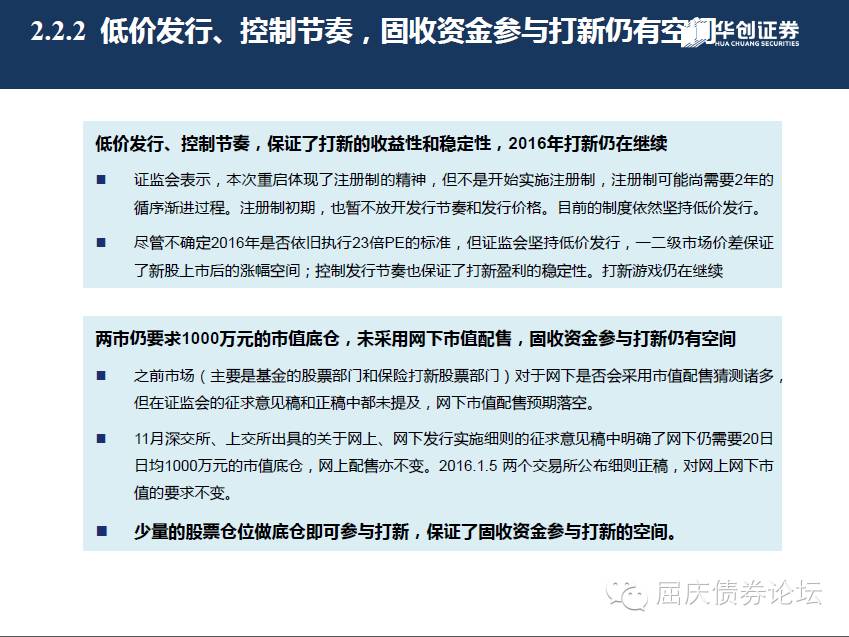 2.2.2 低价发行、控制节奏，固收资金参与打新仍有空间
华创证券
HUA CHUANG SECURITIES
低价发行、控制节奏，保证了打新的收益性和稳定性，2016年打新仍在继续
■ 证监会表示，本次重启体现了注册制的精神，但不是开始实施注册制，注册制可能尚需要2年的
循序渐进过程。注册制初期，也暂不放开发行节奏和发行价格。目前的制度依然坚持低价发行。
■ 尽管不确定2016年是否依旧执行23倍PE的标准，但证监会坚持低价发行，一二级市场价差保证
了新股上市后的涨幅空间；控制发行节奏也保证了打新盈利的稳定性。打新游戏仍在继续
两市仍要求1000万元的市值底仓，未采用网下市值配售，固收资金参与打新仍有空间
■ 之前市场（主要是基金的股票部门和保险打新股票部门）对于网下是否会采用市值配售猜测诸多，
但在证监会的征求意见稿和正稿中都未提及，网下市值配售预期落空。
■ 11月深交所、上交所出具的关于网上、网下发行实施细则的征求意见稿中明确了网下仍需要20日
日均1000万元的市值底仓，网上配售亦不变。2016.1.5 两个交易所公布细则正稿，对网上网下市
值的要求不变。
■ 少量的股票仓位做底仓即可参与打新，保证了固收资金参与打新的空间。
屈庆债券论坛